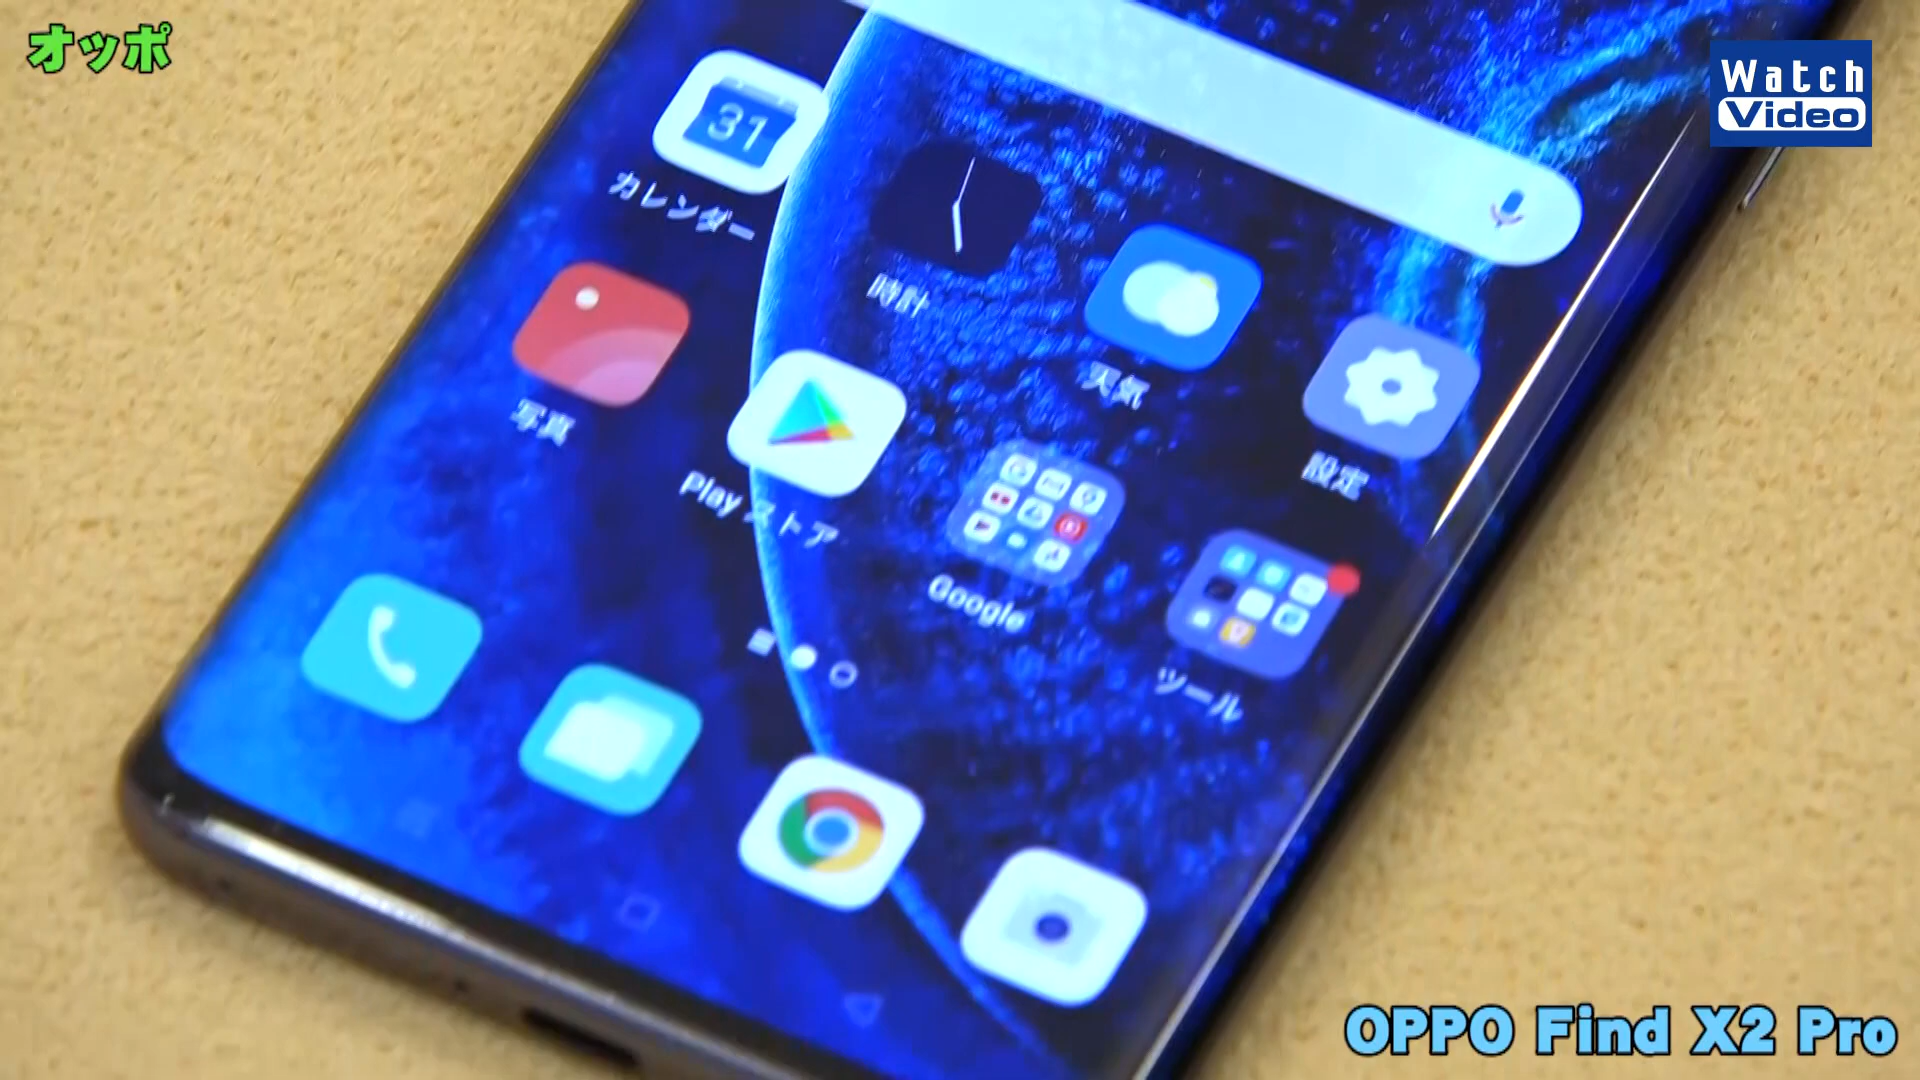 オッポ
Watch
Video
31
カレンダー
時計
天気
設定
写真
Play ストア
Google
ツール
OPPO Find X2 Pro